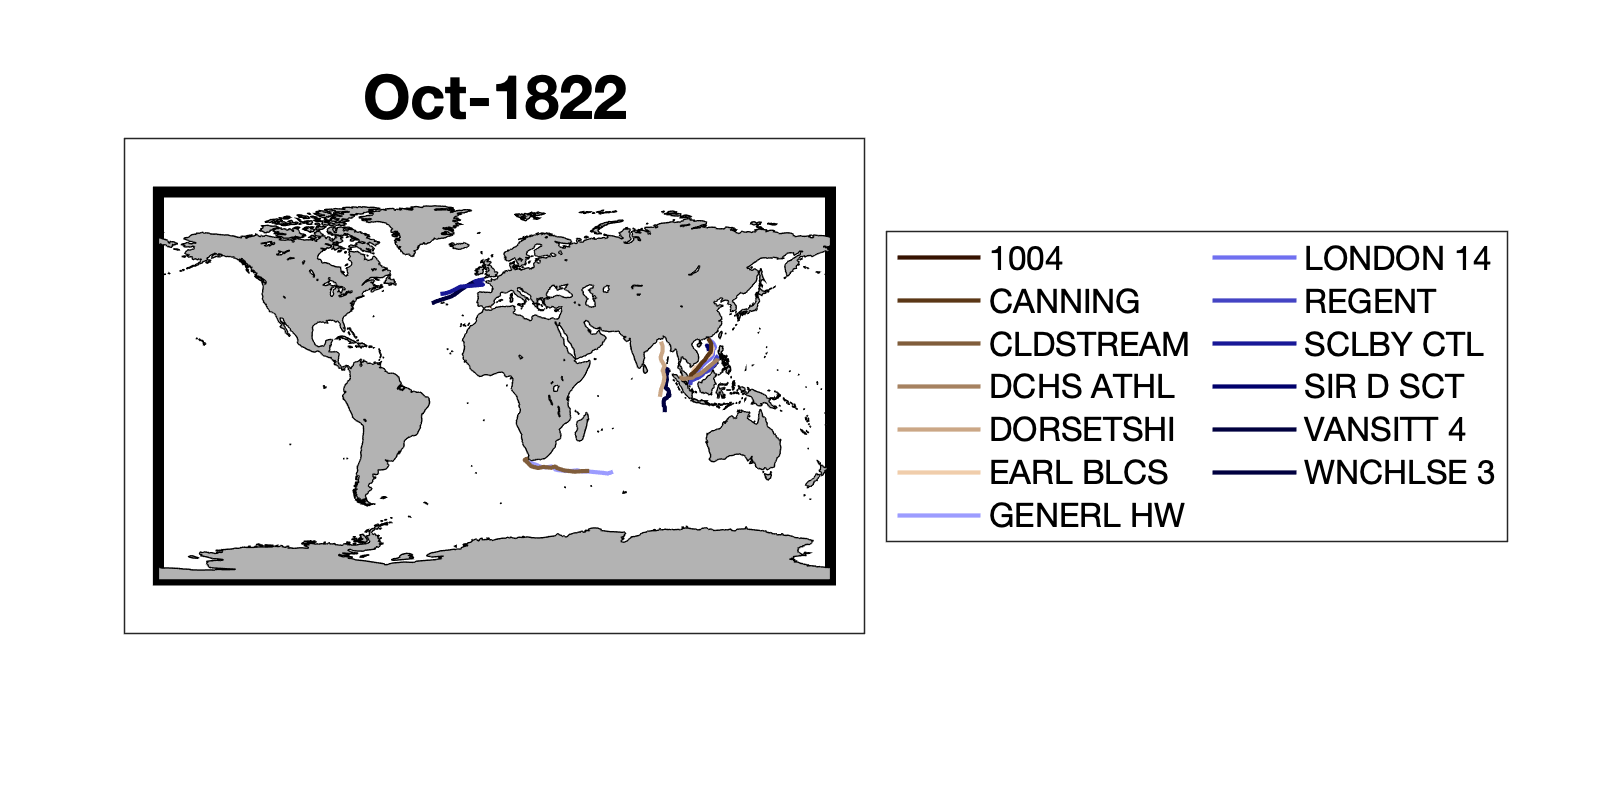 Oct-1822
1004
CANNING
CLDSTREAM
DCHS ATHL
DORSETSHI
EARL BLCS
GENERL HW
LONDON 14
REGENT
SCLBY CTL
SIR D SCT
VANSITT 4
WNCHLSE 3